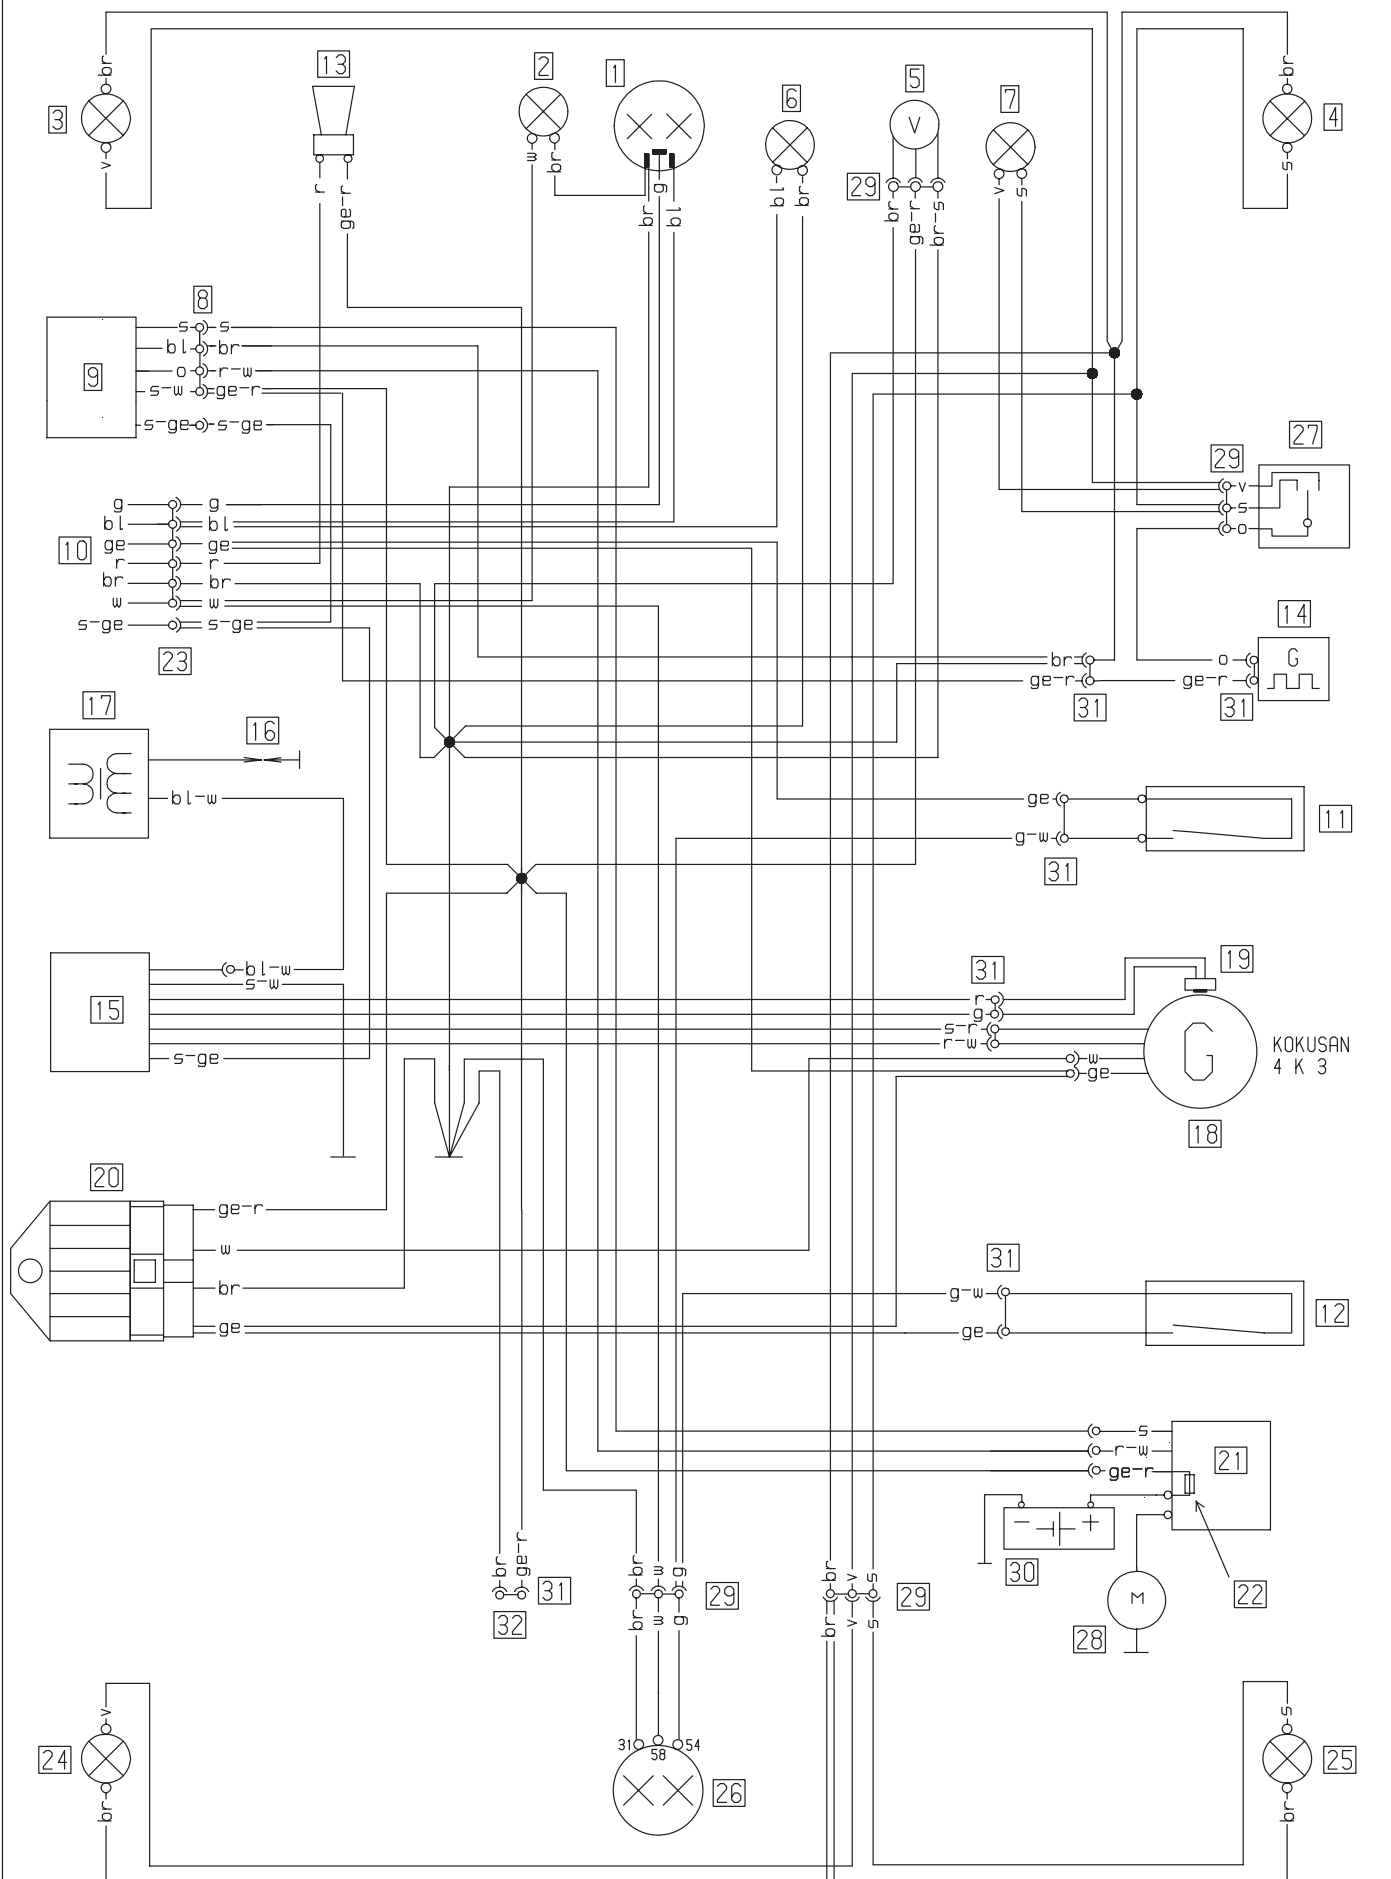 br
br
13
2
1
6
5
7
3
4
V
v
s
w
br
bl
br
29
v
s
r
ge-r
br
g
bl
br
ge-r
br-s
8
9
s s
bl br
o r-w
s-w ge-r
s-ge s-ge
27
29
v
s
o
10
g g
bl bl
ge ge
r r
br br
w w
s-ge s-ge
23
14
G
br
o
ge-r
ge-r
31
31
17
16
bl-w
ge
11
g-w
31
15
bl-w
s-w
s-ge
31
19
r
g
s-r
r-w
w
ge
G
KOKUSAN
4 K 3
18
20
ge-r
w
br
ge
31
g-w
ge
12
s
r-w
ge-r
21
- +
30
22
M
28
br
ge-r
31
32
br
w
g
29
br
w
g
br
v
s
29
br
v
s
24
v
br
31
58
54
26
25
s
br